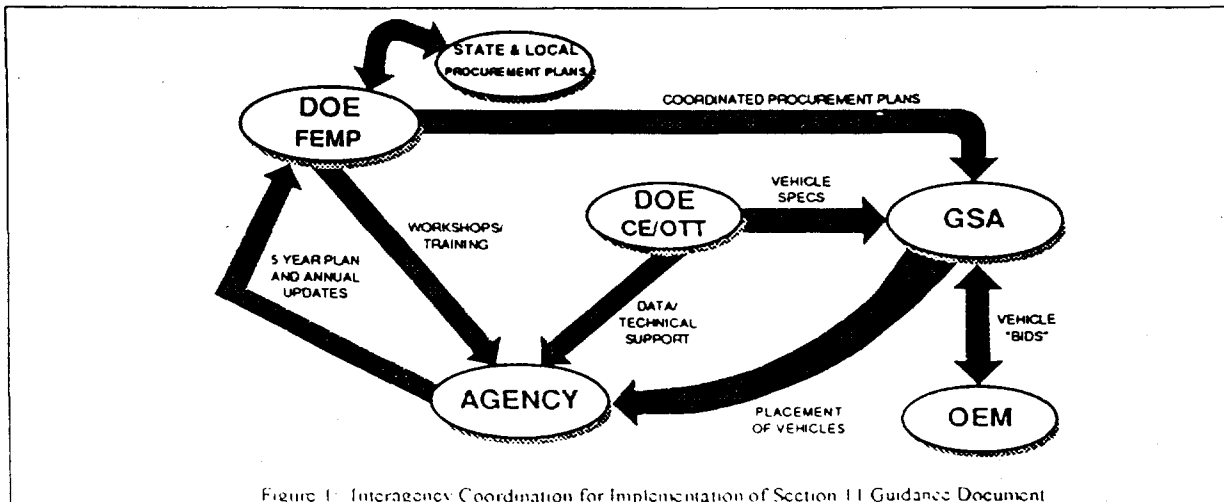 STATE & LOCAL
PROCUREMENT PLANS
DOE
FEMP
COORDINATED PROCUREMENT PLANS
DOE
CE/OTT
VEHICLE
SPECS
GSA
WORKSHOPS/
TRAINING
5 YEAR PLAN
AND ANNUAL
UPDATES
DATA/
TECHNICAL
SUPPORT
VEHICLE
"BIDS"
AGENCY
PLACEMENT
OF VEHICLES
OEM
Figure 1: Interagency Coordination for Implementation of Section 11 Guidance Document